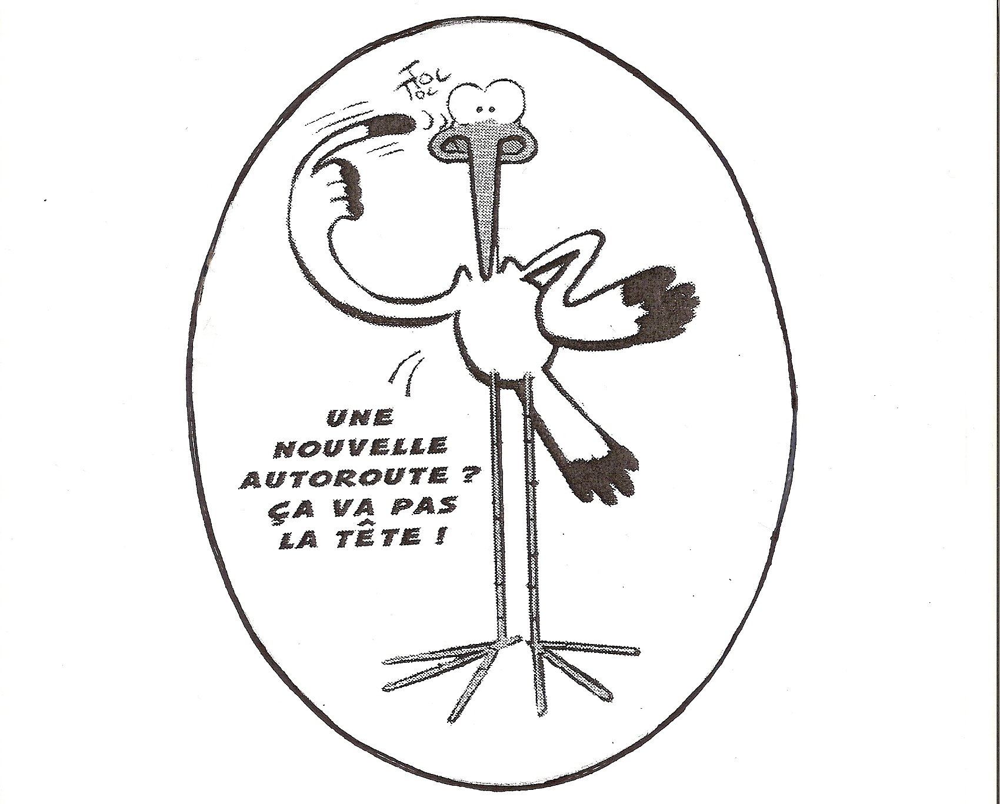 TOC
TOC
UNE
NOUVELLE
AUTOROUTE ?
ÇA VA PAS
LA TÊTE !